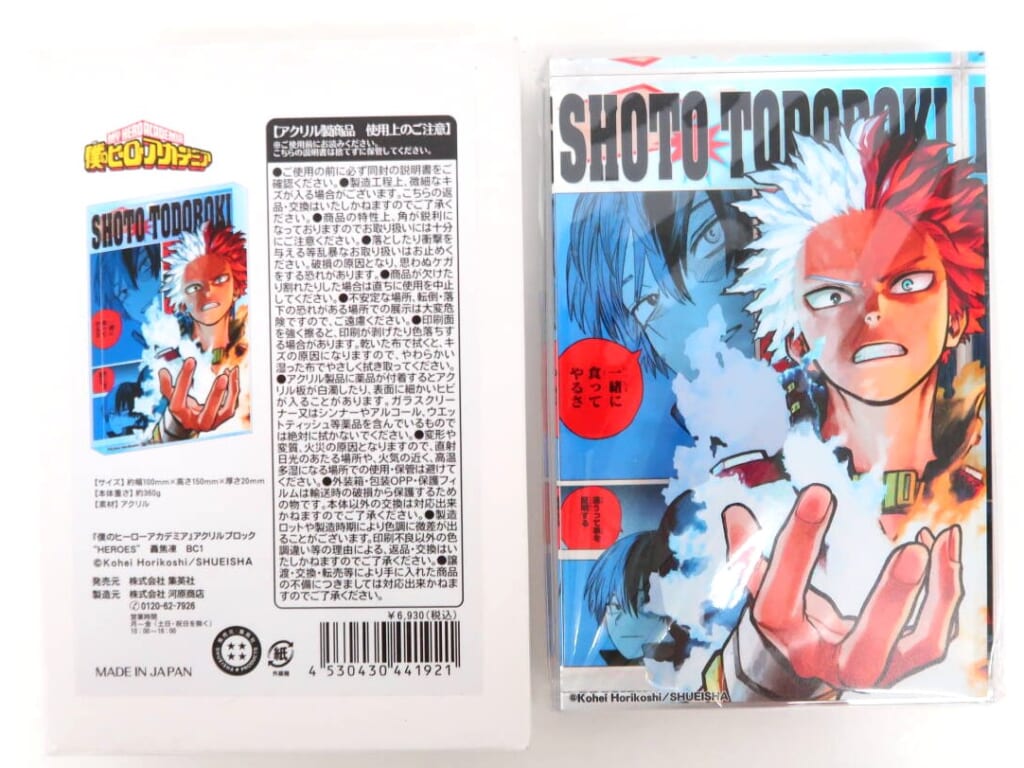 MY HERO ACADEMIA
僕のヒーローアカデミア
SHOTO TODOROKI
【サイズ】約幅100mm×高さ150mm×厚さ20mm
【本体重さ】約360g
【素材】アクリル
『僕のヒーローアカデミア』アクリルブロック
"HEROES" 轟焦凍 BC1
©Kohei Horikoshi/SHUEISHA
発売元 株式会社 集英社
製造元 株式会社 河原商店
✆0120-62-7926
営業時間
月ー金(土日・祝日を除く)
10:00ー16:00
MADE IN JAPAN
【アクリル製商品 使用上のご注意】
※ご使用前にお読みください。
こちらの説明書は捨てずに保管してください。
●ご使用の前に必ず同封の説明書をご
確認ください。●製造工程上、微細なキ
ズが入る場合がございます。こちらの返
品・交換はいたしかねますのでご了承く
ださい。●商品の特性上、角が鋭利に
なっておりますのでお取り扱いには十分
にご注意ください。●落としたり衝撃を
与える等乱暴なお取り扱いはお止めく
ださい。破損の原因となり、思わぬケガ
をする恐れがあります。●商品が欠けた
り割れたりした場合は直ちに使用を中止
してください。●不安定な場所、転倒・落
下の恐れがある場所での展示は大変危
険ですので、ご遠慮ください。●印刷面
を強く擦ると、印刷が剥げたり色落ちする
場合があります。乾いた布で拭くと、キ
ズの原因になりますので、やわらかい
湿った布でやさしく拭き取ってください。
●アクリル製品に薬品が付着するとアク
リル板が白濁したり、表面に細かいヒビ
が入ることがあります。ガラスクリー
ナー又はシンナーやアルコール、ウエッ
トティッシュ等薬品を含んでいるもので
は絶対に拭かないでください。●変形や
変質、火災の原因となりますので、直射
日光のあたる場所や、火気の近く、高温
多湿になる場所での使用・保管は避けて
ください。●外装箱・包装OPP・保護フィ
ルムは輸送時の破損から保護するため
の物です。本体以外の交換は対応出来
かねますのでご了承ください。●製造
ロットや製造時期により色調に微差が出
ることがございます。印刷不良以外の色
調違い等の理由による、返品・交換はいた
しかねますのでご了承ください。●譲
渡、交換・転売等により手に入れた商品
の不備につきましては対応出来かねま
すのでご了承ください。
¥6,930(税込)
紙
外装箱
4 530430 441921
SHOTO TODOROKI
一緒に
食って
やるさ
違うって事を
証明する
©Kohei Horikoshi/SHUEISHA